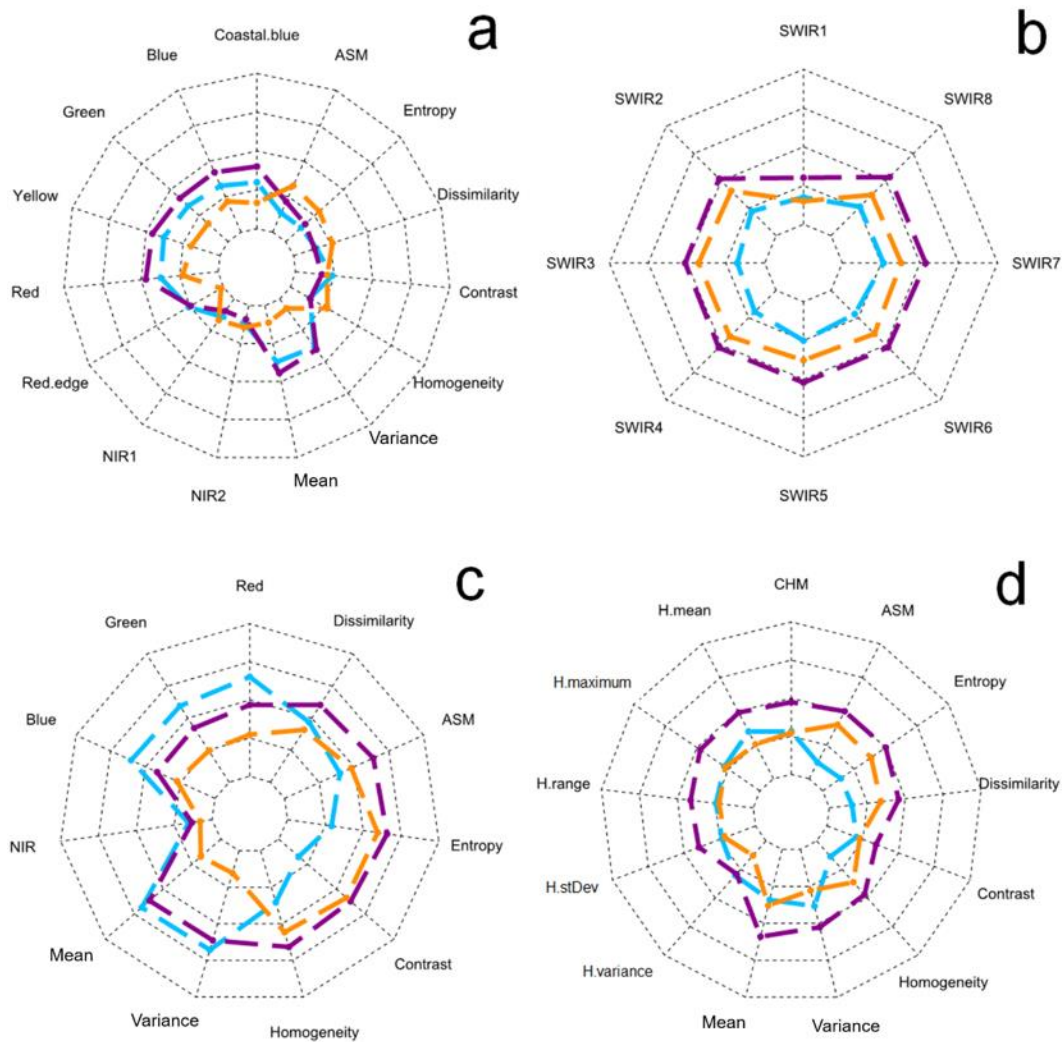 a
Coastal.blue
Blue
ASM
Green
Entropy
Yellow
Dissimilarity
Red
Contrast
Red.edge
Homogeneity
NIR1
Variance
NIR2
Mean
b
SWIR1
SWIR2
SWIR8
SWIR3
SWIR7
SWIR4
SWIR6
SWIR5
c
Red
Green
Dissimilarity
Blue
ASM
NIR
Entropy
Mean
Contrast
Variance
Homogeneity
d
CHM
H.mean
ASM
H.maximum
Entropy
H.range
Dissimilarity
H.stDev
Contrast
H.variance
Homogeneity
Mean
Variance